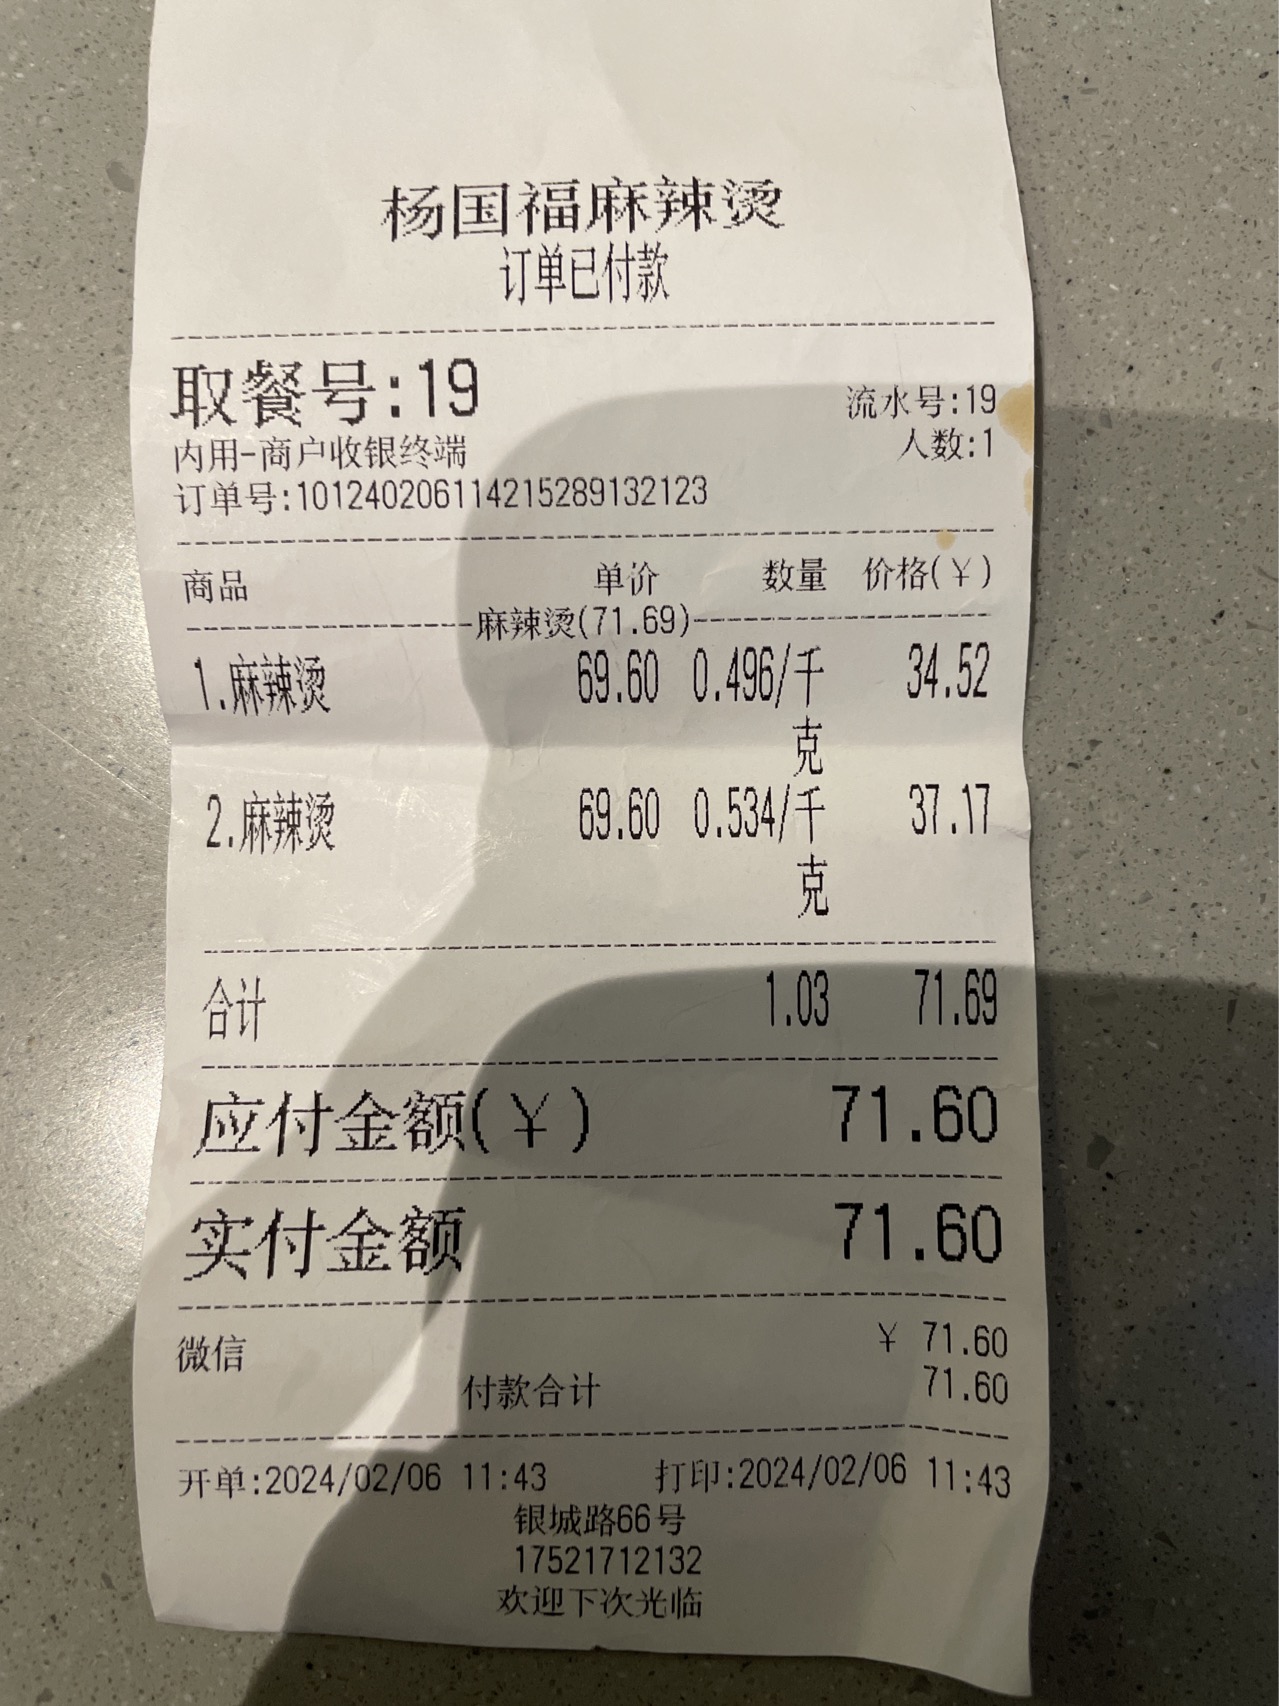 杨国福麻辣烫
订单已付款
取餐号:19
流水号:19
内用-商户收银终端
人数:1
订单号:101240206114215289132123
商品 单价 数量 价格(¥)
麻辣烫(71.69)
1.麻辣烫 69.60 0.496/千克 34.52
2.麻辣烫 69.60 0.534/千克 37.17
合计 1.03 71.69
应付金额(¥) 71.60
实付金额 71.60
微信 ¥ 71.60
付款合计 71.60
开单:2024/02/06 11:43 打印:2024/02/06 11:43
银城路66号
17521712132
欢迎下次光临